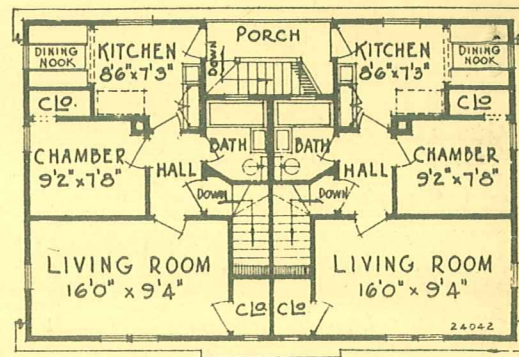 PORCH
DOWN
KITCHEN
8'6"x7'3"
DINING
NOOK
CLO.
CHAMBER
9'2"x7'8"
HALL
BATH
DOWN
LIVING ROOM
16'0" x 9'4"
CLO
KITCHEN
8'6"x7'3"
DINING
NOOK
CLO
CHAMBER
9'2"x7'8"
HALL
BATH
DOWN
LIVING ROOM
16'0" x 9'4"
CLO
24042